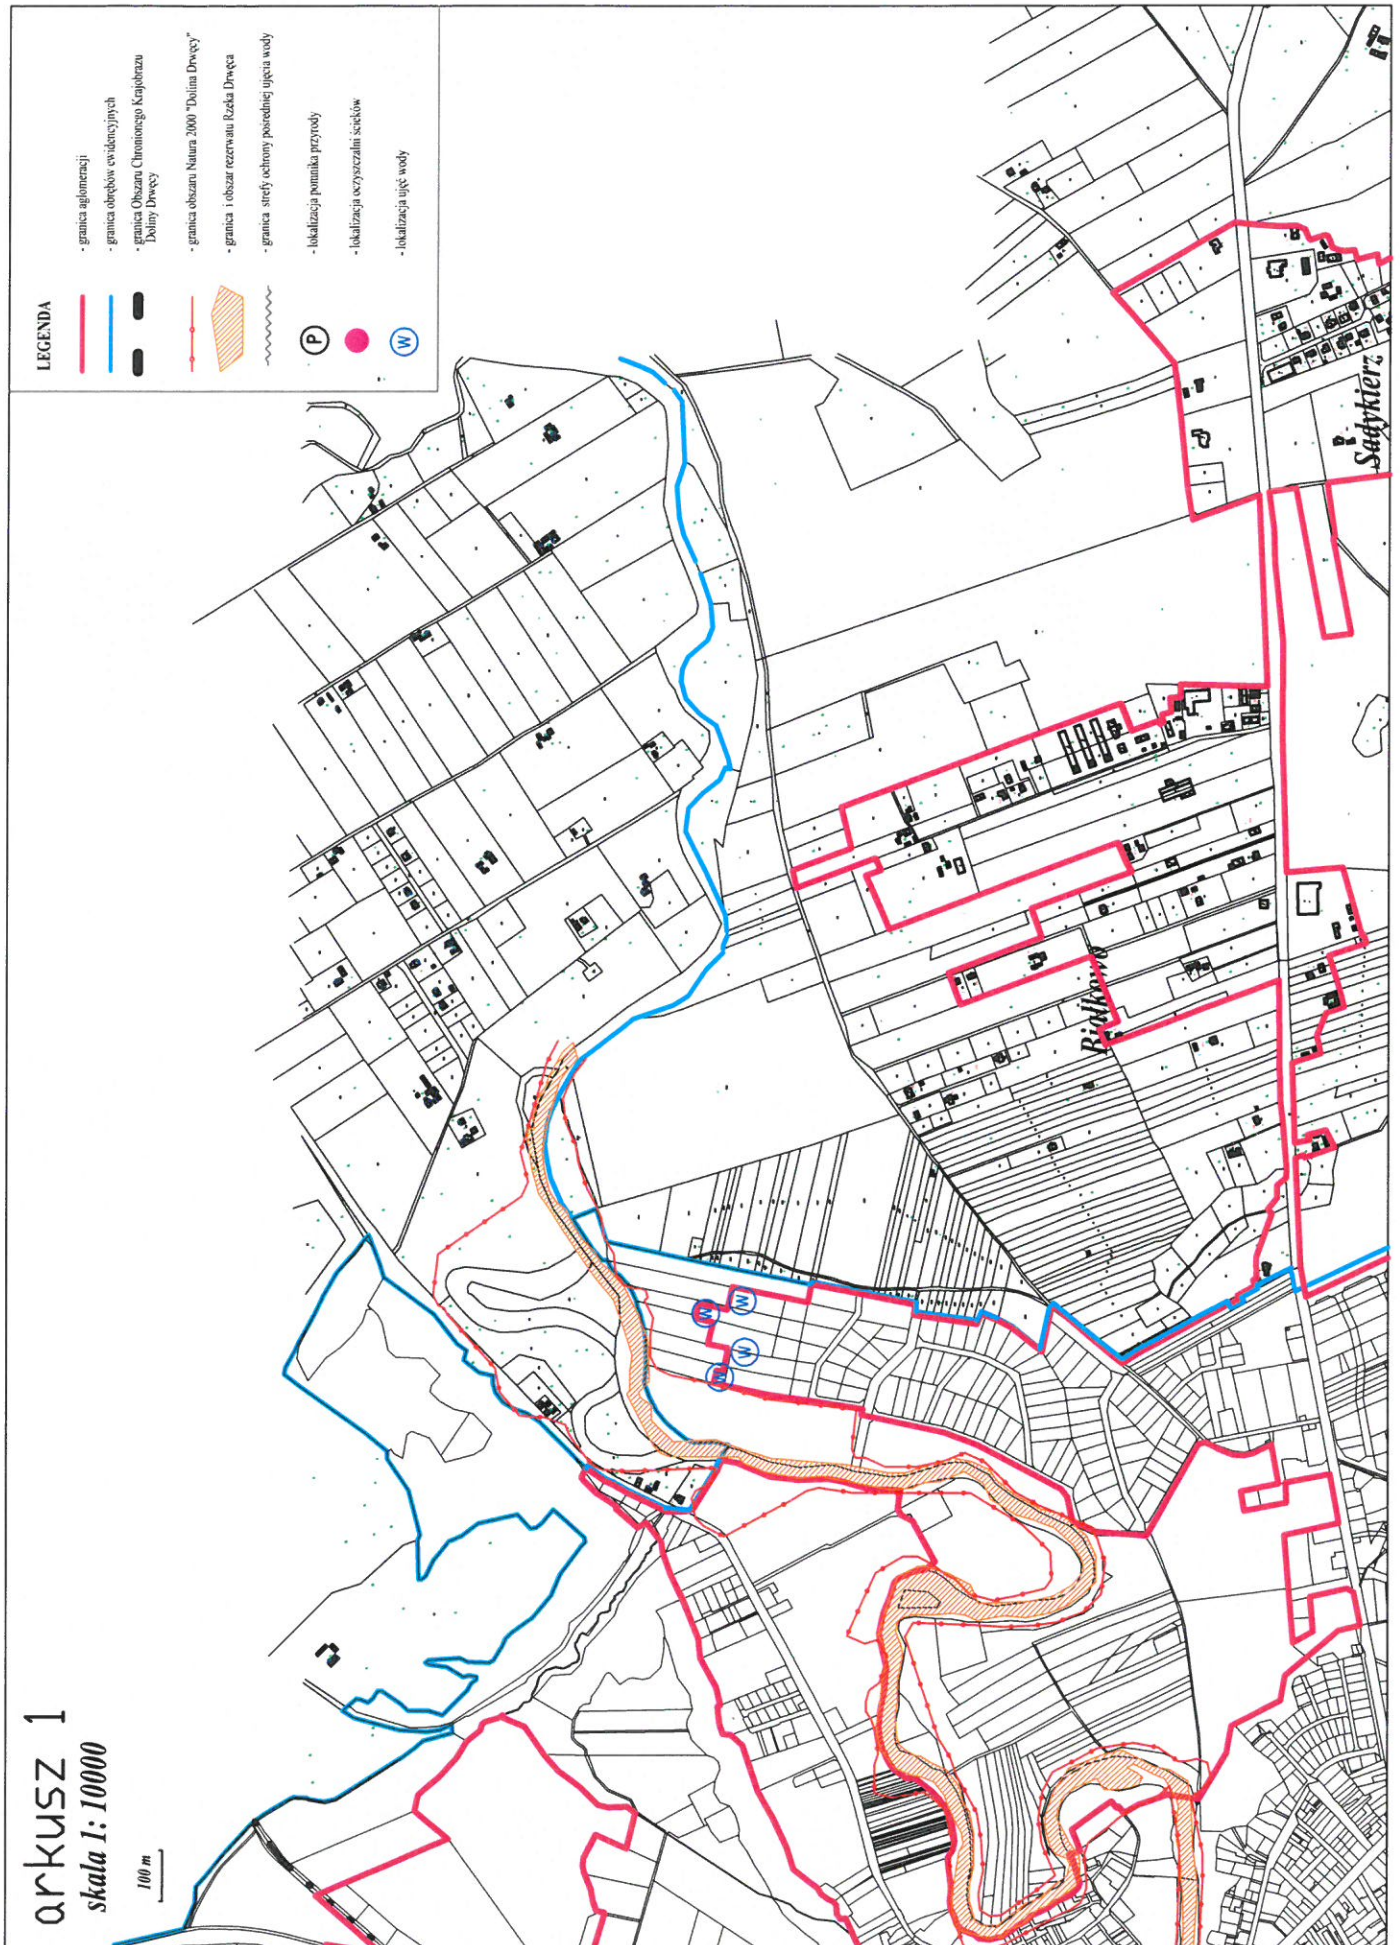 arkusz 1
skala 1: 10000
100 m
LEGENDA
- granica aglomeracji
- granica obrębów ewidencyjnych
- granica Obszaru Chronionego Krajobrazu
Doliny Drwęcy
- granica obszaru Natura 2000 "Dolina Drwęcy"
- granica i obszar rezerwatu Rzeka Drwęca
- granica strefy ochrony pośredniej ujęcia wody
P
- lokalizacja pomnika przyrody
- lokalizacja oczyszczalni ścieków
W
- lokalizacja ujęć wody
W
W
W
W
Białkowo
Sadykierz